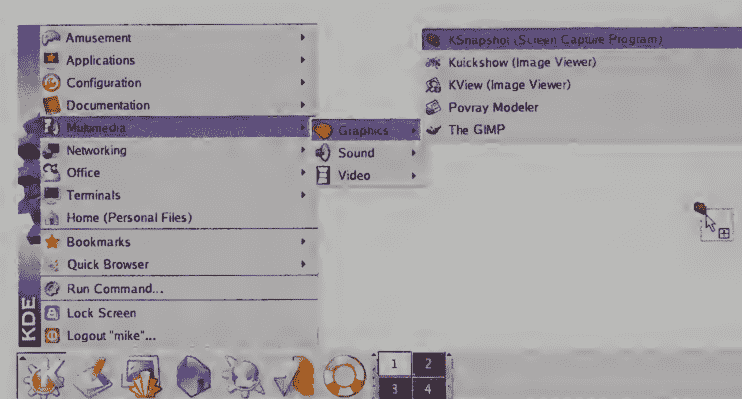 Amusement
Applications
Configuration
Documentation
Multimedia
Networking
Office
Terminals
Home (Personal Files)
Bookmarks
Quick Browser
Run Command...
Lock Screen
Logout "mike"...
KDE
Graphics
Sound
Video
KSnapshot (Screen Capture Program)
Kuickshow (Image Viewer)
KView (Image Viewer)
Povray Modeler
The GIMP
K
1 2
3 4